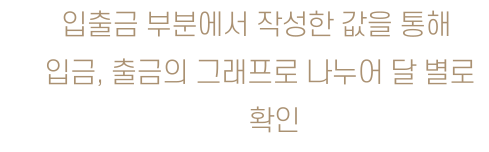 입출금 부분에서 작성한 값을 통해
입금, 출금의 그래프로 나누어 달 별로
확인